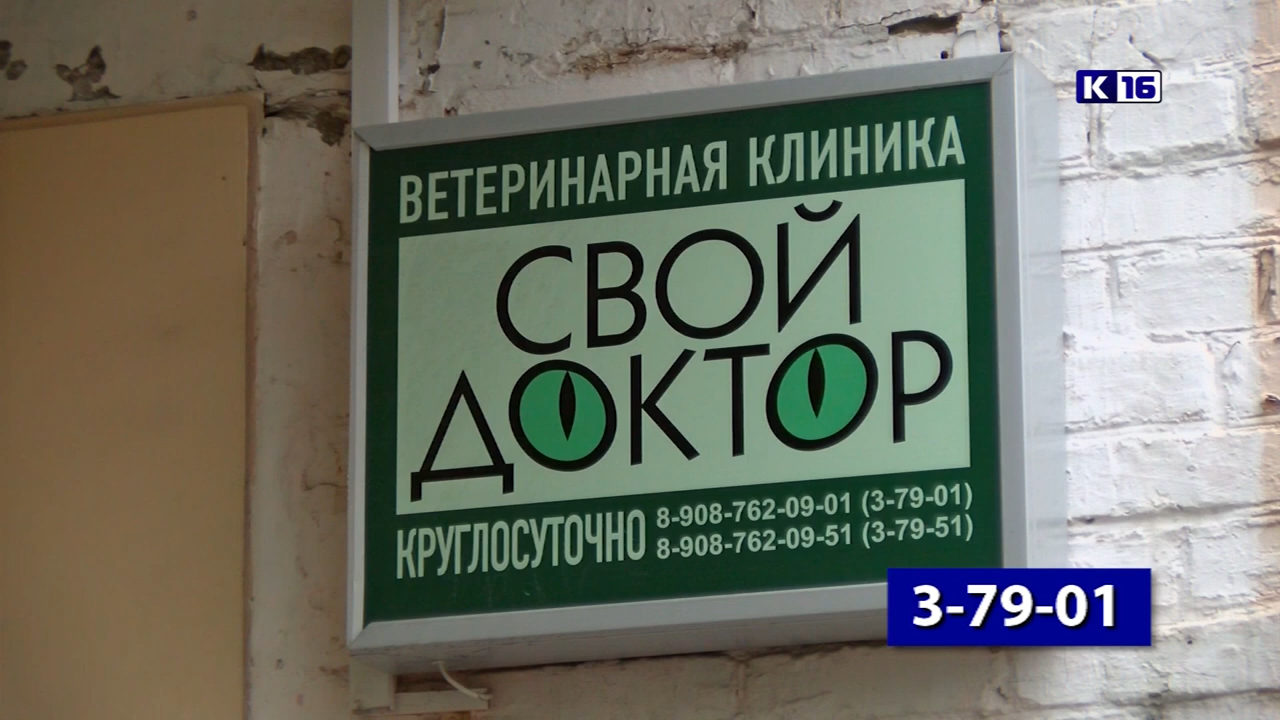 К 16
ВЕТЕРИНАРНАЯ КЛИНИКА
СВОЙ
ДОКТОР
КРУГЛОСУТОЧНО
8-908-762-09-01 (3-79-01)
8-908-762-09-51 (3-79-51)
3-79-01